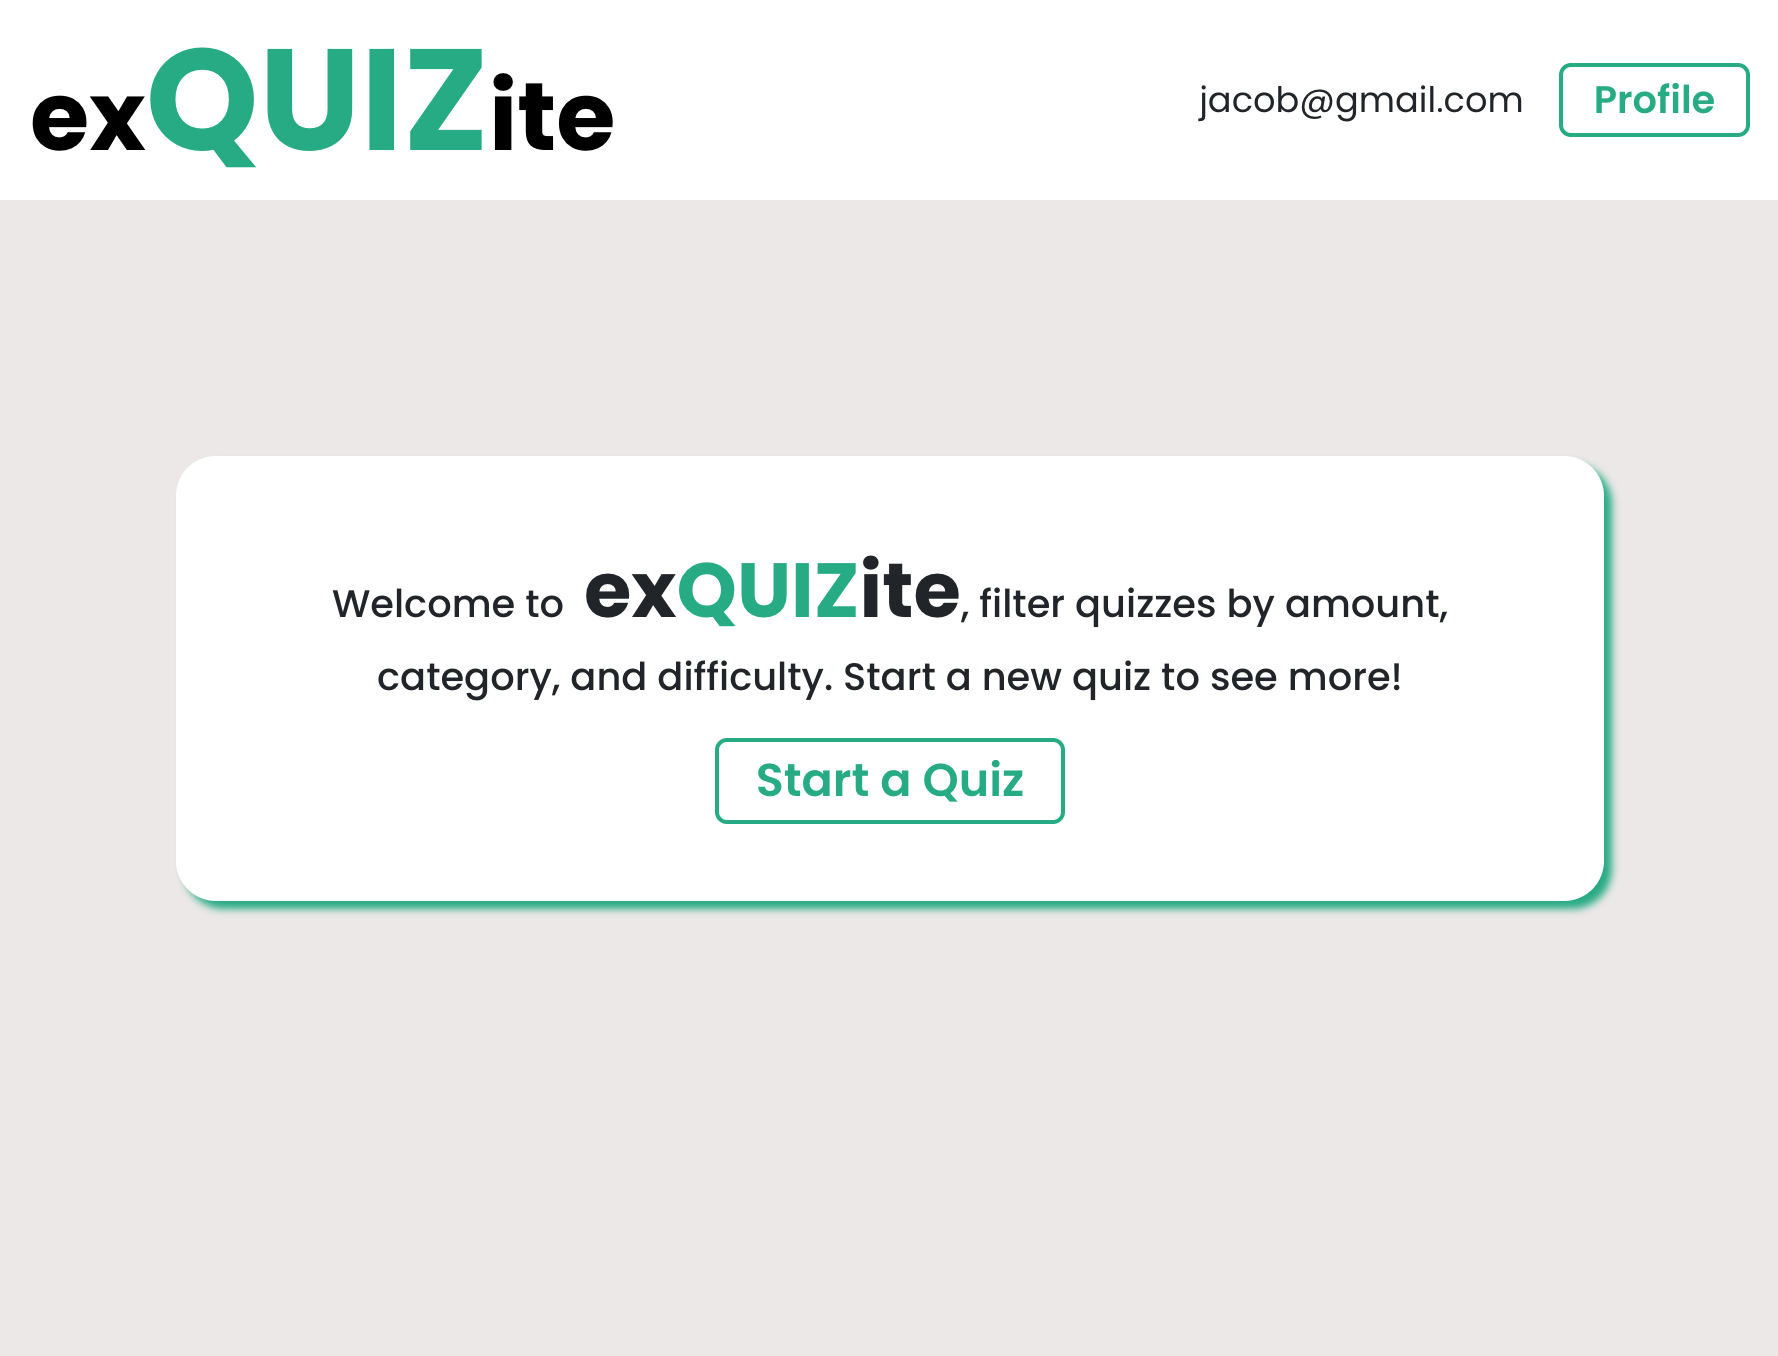 exQUIZite
jacob@gmail.com
Profile
Welcome to exQUIZite, filter quizzes by amount,
category, and difficulty. Start a new quiz to see more!
Start a Quiz